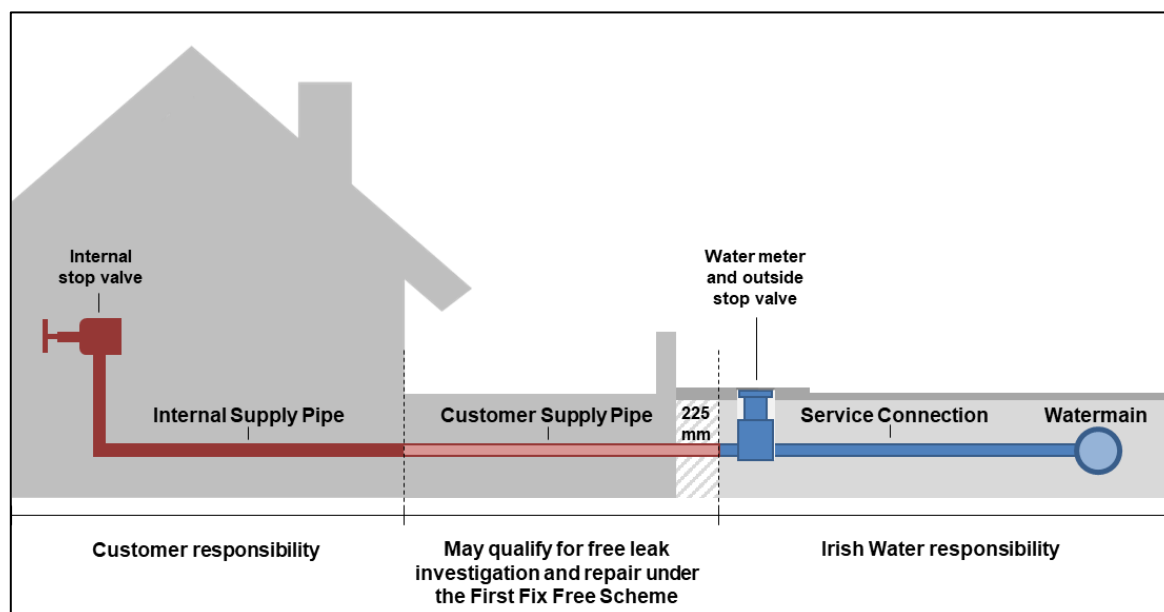 Internal
stop valve
Water meter
and outside
stop valve
Internal Supply Pipe
Customer Supply Pipe
225
mm
Service Connection
Watermain
Customer responsibility
May qualify for free leak
investigation and repair under
the First Fix Free Scheme
Irish Water responsibility